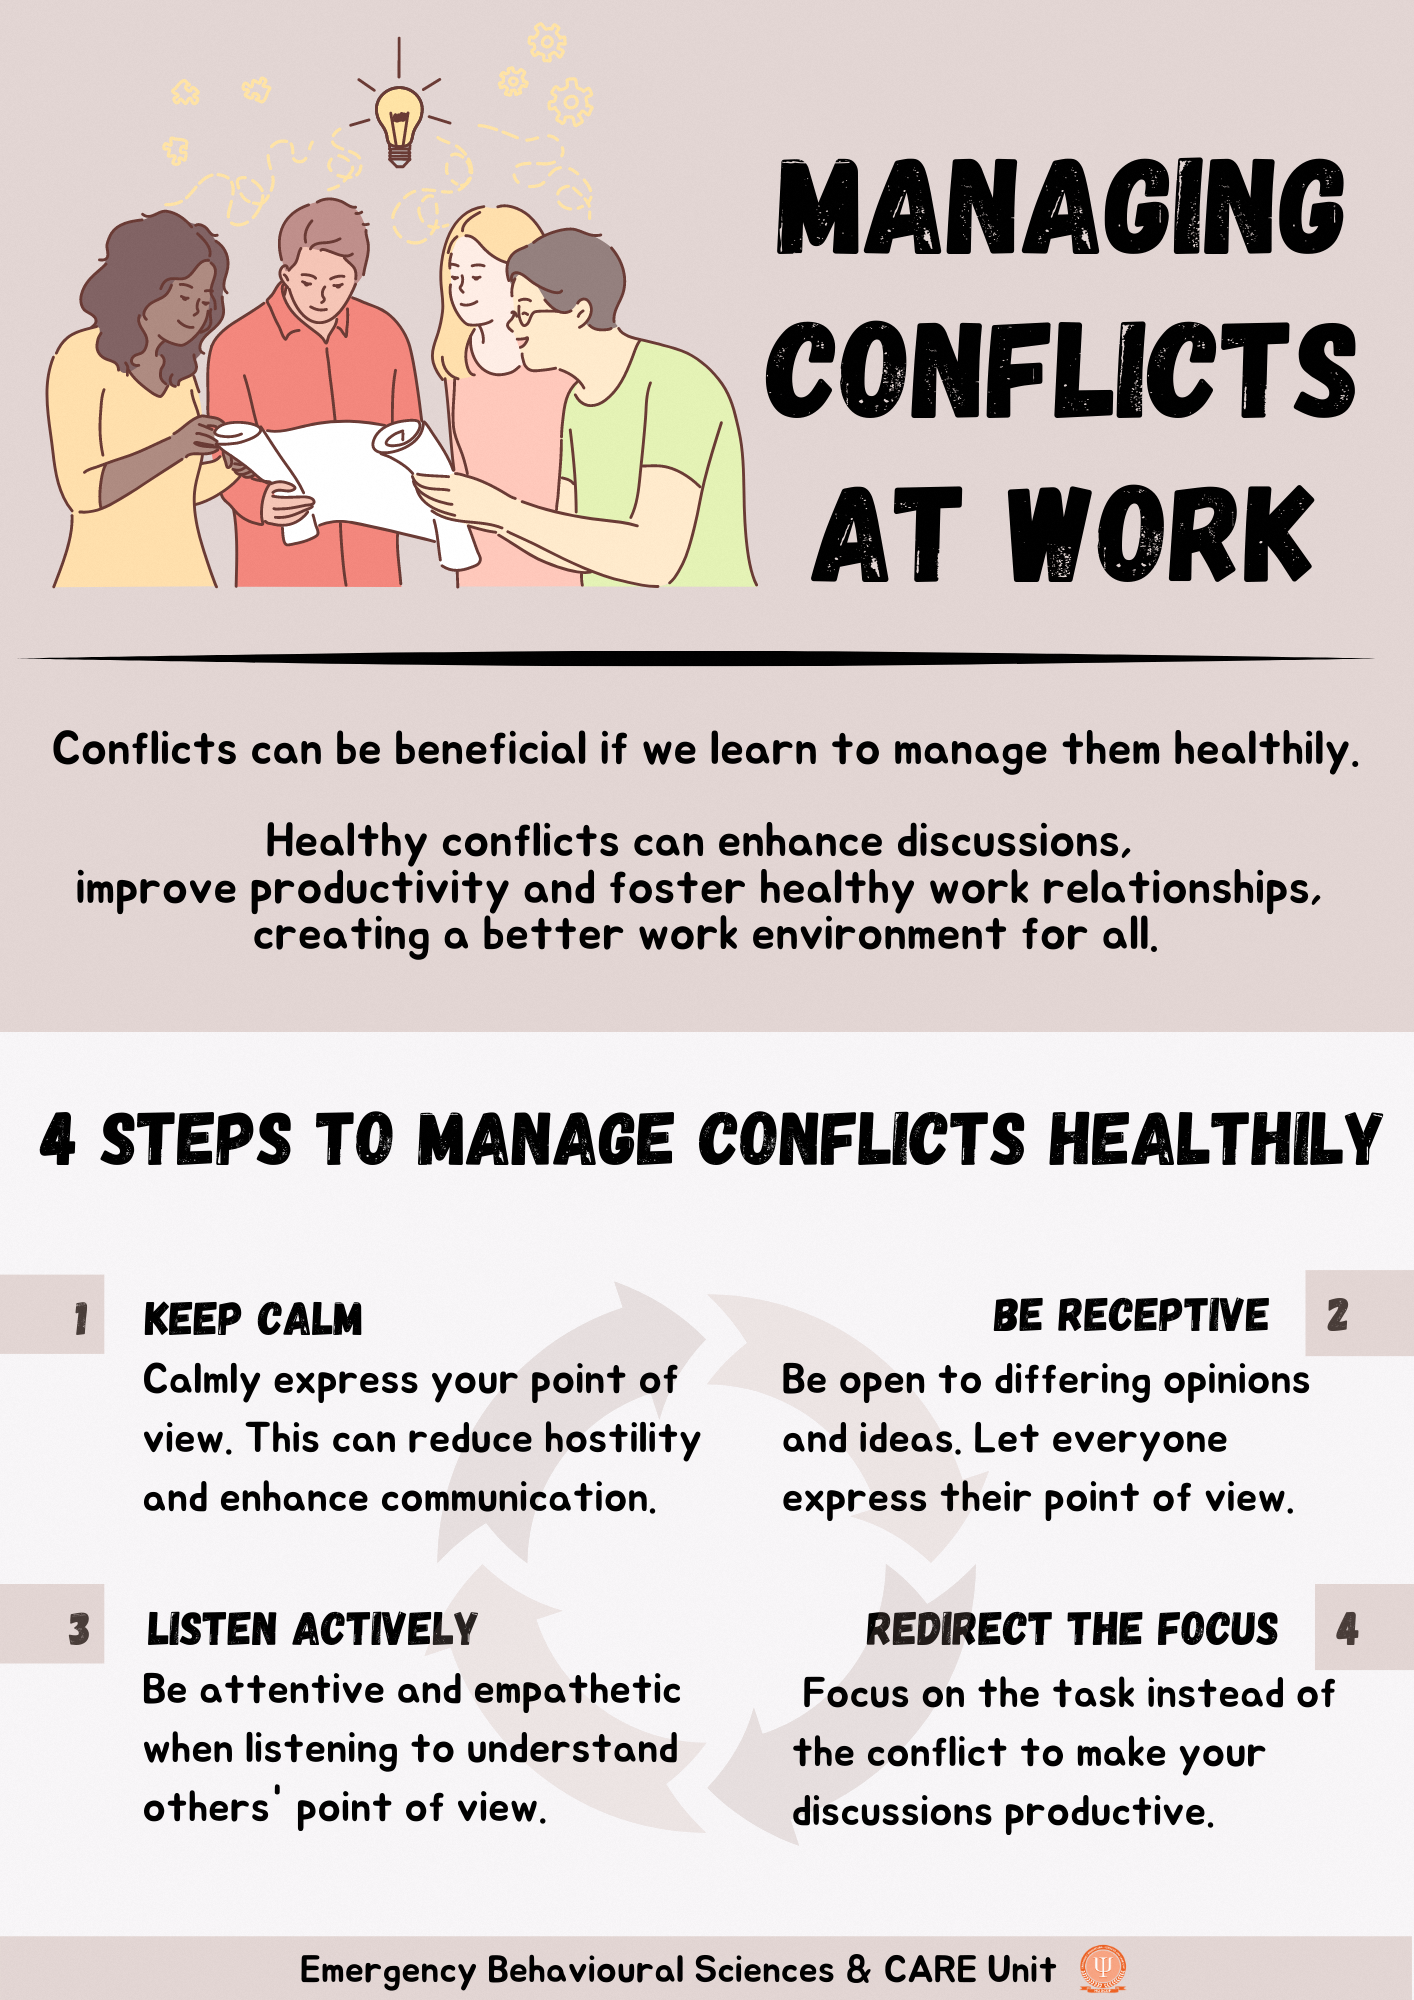 MANAGING
CONFLICTS
AT WORK
Conflicts can be beneficial if we learn to manage them healthily.
Healthy conflicts can enhance discussions,
improve productivity and foster healthy work relationships,
creating a better work environment for all.
4 STEPS TO MANAGE CONFLICTS HEALTHILY
1 KEEP CALM
Calmly express your point of
view. This can reduce hostility
and enhance communication.
BE RECEPTIVE 2
Be open to differing opinions
and ideas. Let everyone
express their point of view.
3 LISTEN ACTIVELY
Be attentive and empathetic
when listening to understand
others' point of view.
REDIRECT THE FOCUS 4
Focus on the task instead of
the conflict to make your
discussions productive.
Emergency Behavioural Sciences & CARE Unit